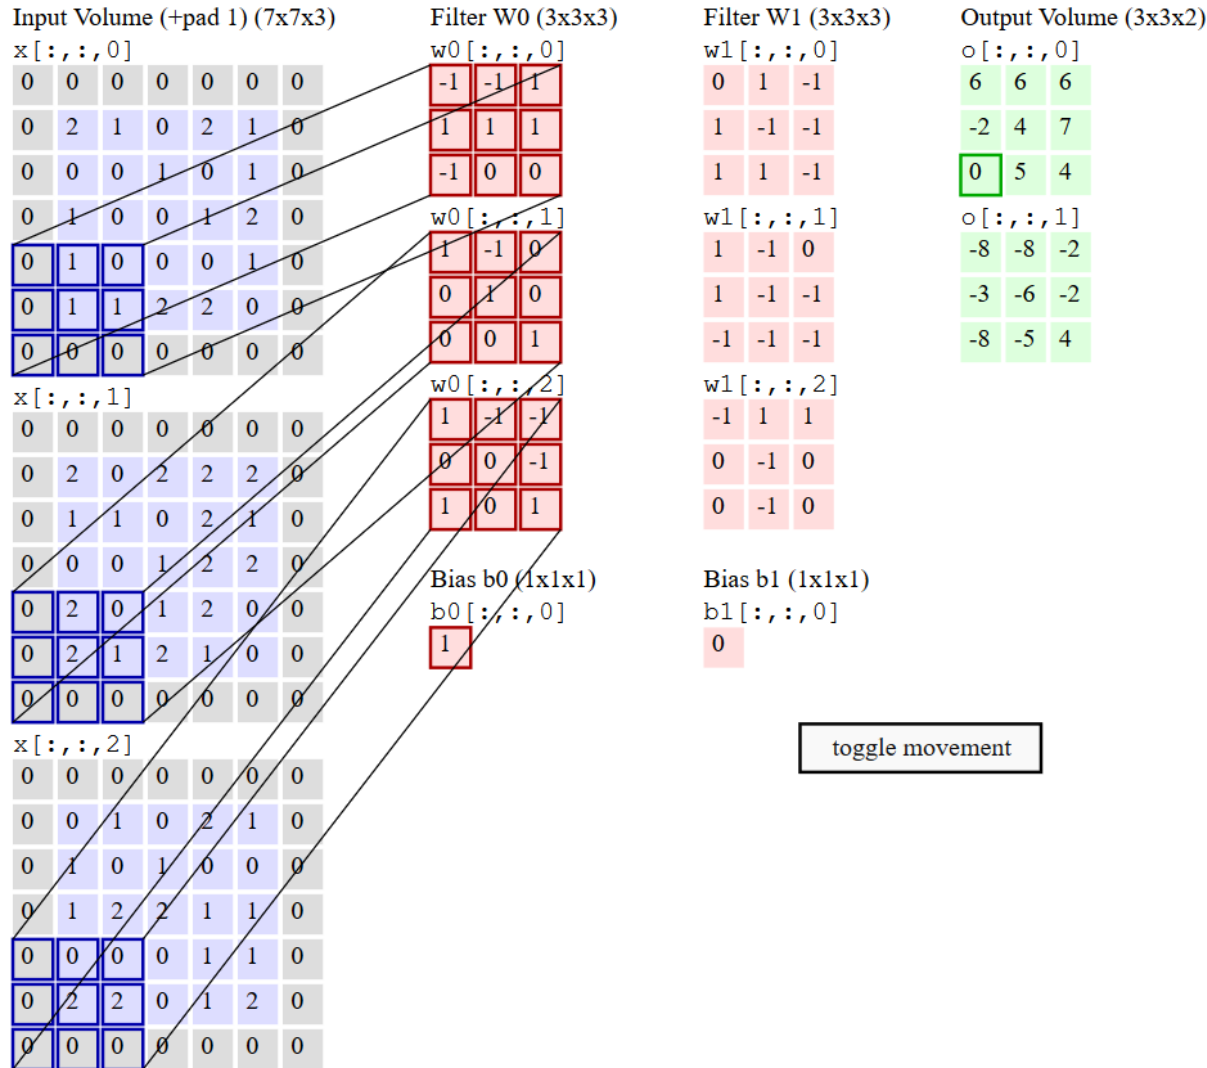 Input Volume (+pad 1) (7x7x3)
x[:,:,0]
0 0 0 0 0 0 0
0 2 1 0 2 1 0
0 0 0 1 0 1 0
0 1 0 0 1 2 0
0 1 0 0 0 1 0
0 1 1 2 2 0 0
0 0 0 0 0 0 0
x[:,:,1]
0 0 0 0 0 0 0
0 2 0 2 2 2 0
0 1 1 0 2 1 0
0 0 0 1 2 2 0
0 2 0 1 2 0 0
0 2 1 2 1 0 0
0 0 0 0 0 0 0
x[:,:,2]
0 0 0 0 0 0 0
0 0 1 0 2 1 0
0 1 0 1 0 0 0
0 1 2 2 1 1 0
0 0 0 0 1 1 0
0 2 2 0 1 2 0
0 0 0 0 0 0 0
Filter W0 (3x3x3)
w0[:,:,0]
-1 -1 1
1 1 1
-1 0 0
w0[:,:,1]
1 -1 0
0 1 0
0 0 1
w0[:,:,2]
1 -1 -1
0 0 -1
1 0 1
Bias b0 (1x1x1)
b0[:,:,0]
1
Filter W1 (3x3x3)
w1[:,:,0]
0 1 -1
1 -1 -1
1 1 -1
w1[:,:,1]
1 -1 0
1 -1 -1
-1 -1 -1
w1[:,:,2]
-1 1 1
0 -1 0
0 -1 0
Bias b1 (1x1x1)
b1[:,:,0]
0
Output Volume (3x3x2)
o[:,:,0]
6 6 6
-2 4 7
0 5 4
o[:,:,1]
-8 -8 -2
-3 -6 -2
-8 -5 4
toggle movement